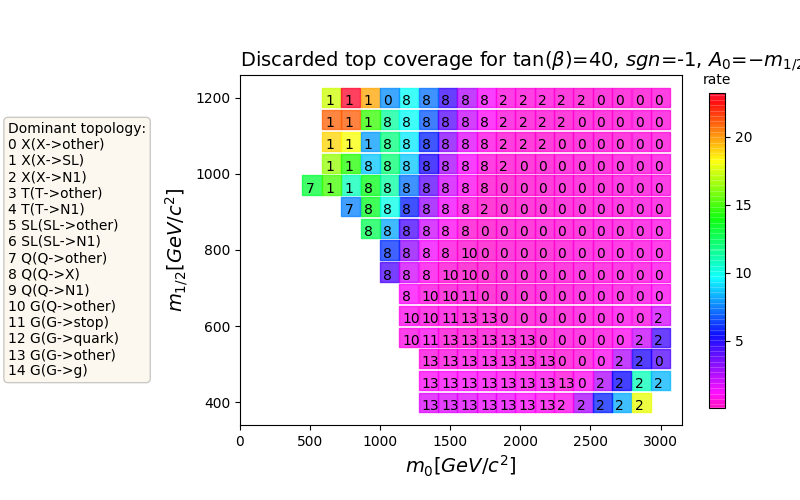 Discarded top coverage for tan(β)=40, sgn=-1, A₀=−m₁/₂
rate
Dominant topology:
0 X(X->other)
1 X(X->SL)
2 X(X->N1)
3 T(T->other)
4 T(T->N1)
5 SL(SL->other)
6 SL(SL->N1)
7 Q(Q->other)
8 Q(Q->X)
9 Q(Q->N1)
10 G(Q->other)
11 G(G->stop)
12 G(G->quark)
13 G(G->other)
14 G(G->g)
m₁/₂[GeV/c²]
1200
1000
800
600
400
1 1 1 0 8 8 8 8 8 2 2 2 2 2 0 0 0 0
1 1 1 8 8 8 8 8 8 2 2 2 2 0 0 0 0 0
1 1 1 8 8 8 8 8 8 2 2 2 2 0 0 0 0 0
1 1 8 8 8 8 8 8 8 2 2 2 0 0 0 0 0 0
7 1 1 8 8 8 8 8 8 8 0 0 0 0 0 0 0 0 0
7 8 8 8 8 8 8 2 0 0 0 0 0 0 0 0 0
8 8 8 8 8 8 0 0 0 0 0 0 0 0 0 0
8 8 8 8 10 0 0 0 0 0 0 0 0 0 0
8 8 8 10 10 0 0 0 0 0 0 0 0 0 0
8 10 10 11 0 0 0 0 0 0 0 0 0 0
10 10 11 13 13 0 0 0 0 0 0 0 0 2
10 11 13 13 13 13 13 0 0 0 0 0 2 2
13 13 13 13 13 13 13 0 0 0 2 2 0
13 13 13 13 13 13 13 13 0 2 2 2 2
13 13 13 13 13 13 13 2 2 2 2 2
0 500 1000 1500 2000 2500 3000
m₀[GeV/c²]
20
15
10
5